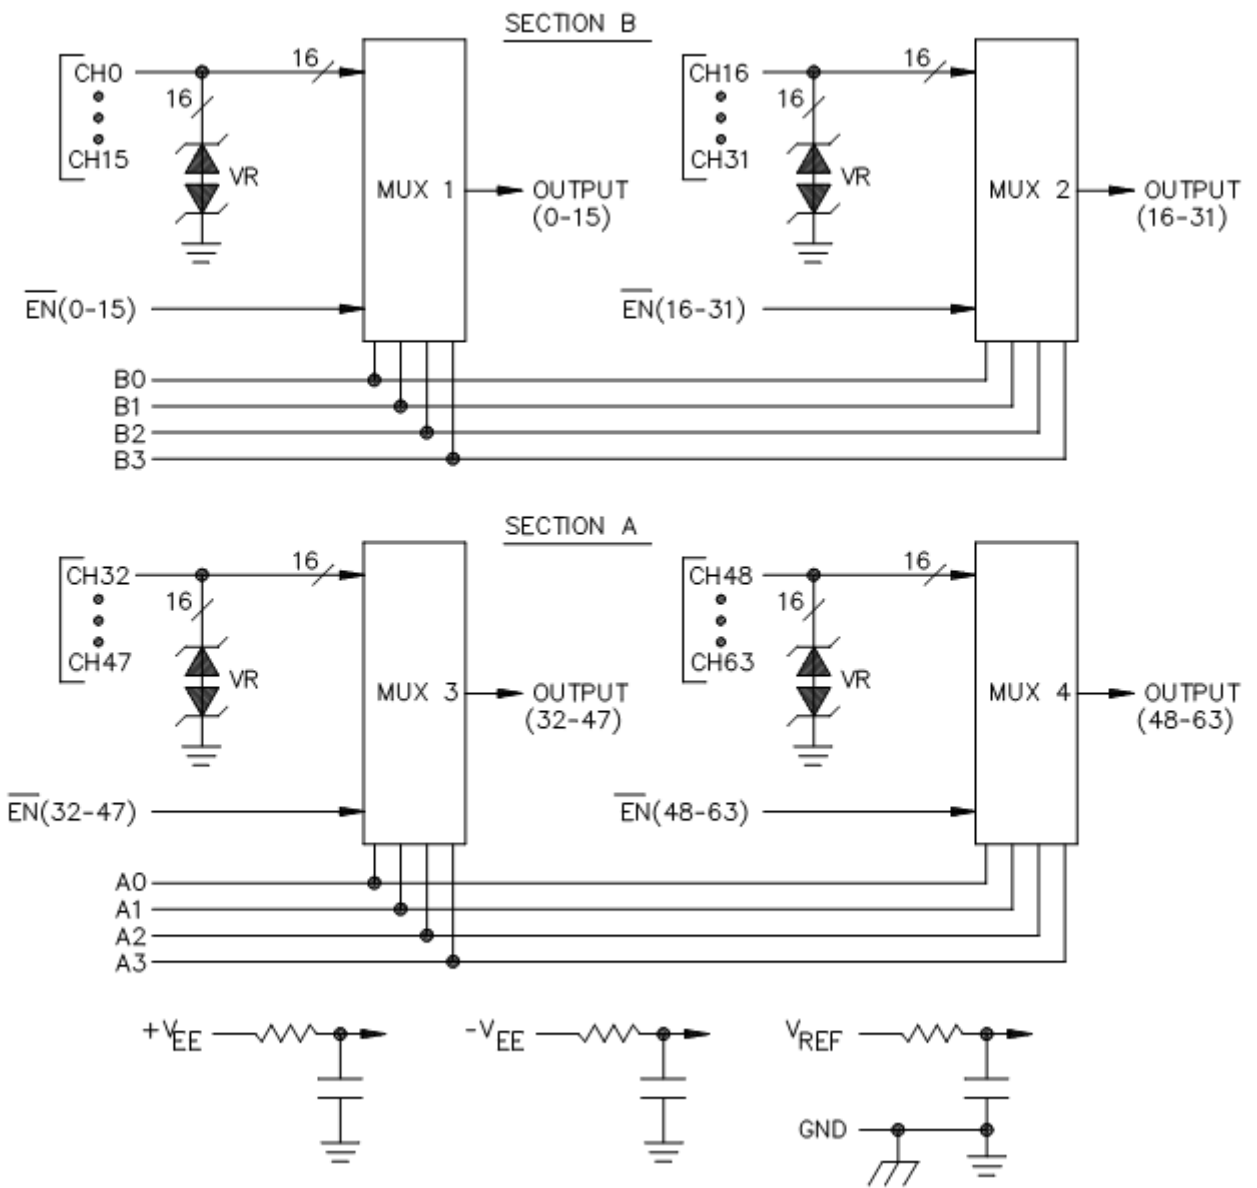 SECTION B
CH0
CH15
16
16
VR
MUX 1
OUTPUT
(0-15)
EN(0-15)
CH16
CH31
16
16
VR
MUX 2
OUTPUT
(16-31)
EN(16-31)
B0
B1
B2
B3
SECTION A
CH32
CH47
16
16
VR
MUX 3
OUTPUT
(32-47)
EN(32-47)
CH48
CH63
16
16
VR
MUX 4
OUTPUT
(48-63)
EN(48-63)
A0
A1
A2
A3
+VEE
-VEE
VREF
GND